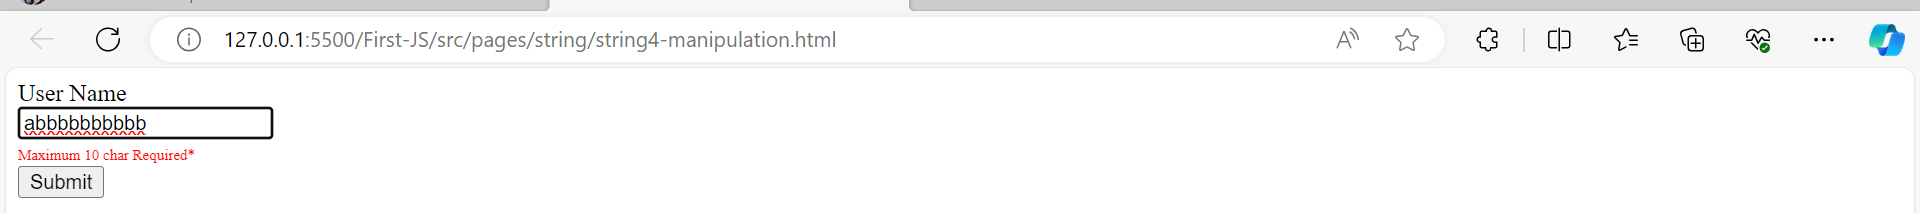 127.0.0.1:5500/First-JS/src/pages/string/string4-manipulation.html
User Name
abbbbbbbbbb
Maximum 10 char Required*
Submit